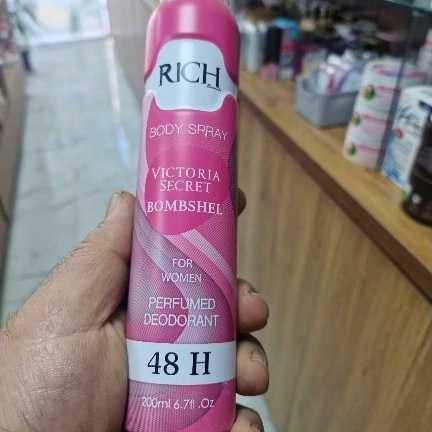 RICH
BODY SPRAY
VICTORIA
SECRET
BOMBSHEL
FOR
WOMEN
PERFUMED
DEODORANT
48 H
200ml 6.7fl .Oz